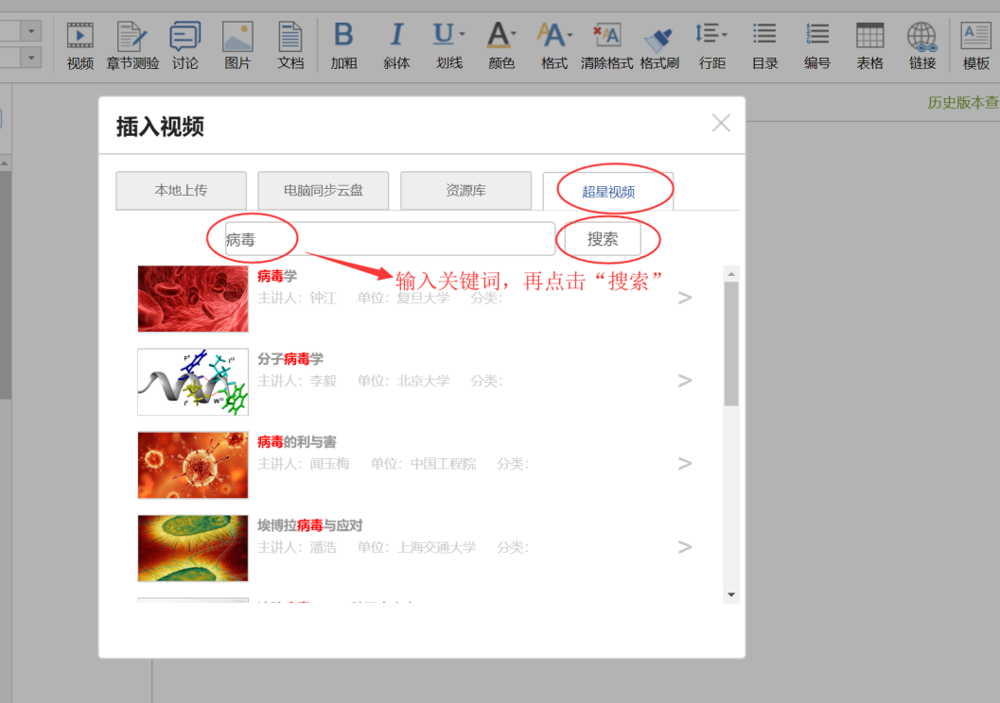 视频 章节测验 讨论 图片 文档 加粗 斜体 划线 颜色 格式 清除格式 格式刷 行距 目录 编号 表格 链接 模板
历史版本查
插入视频
本地上传 电脑同步云盘 资源库 超星视频
病毒 搜索
输入关键词，再点击“搜索”
病毒学
主讲人：钟江 单位：复旦大学 分类：
分子病毒学
主讲人：李毅 单位：北京大学 分类：
病毒的利与害
主讲人：闻玉梅 单位：中国工程院 分类：
埃博拉病毒与应对
主讲人：潘浩 单位：上海交通大学 分类：